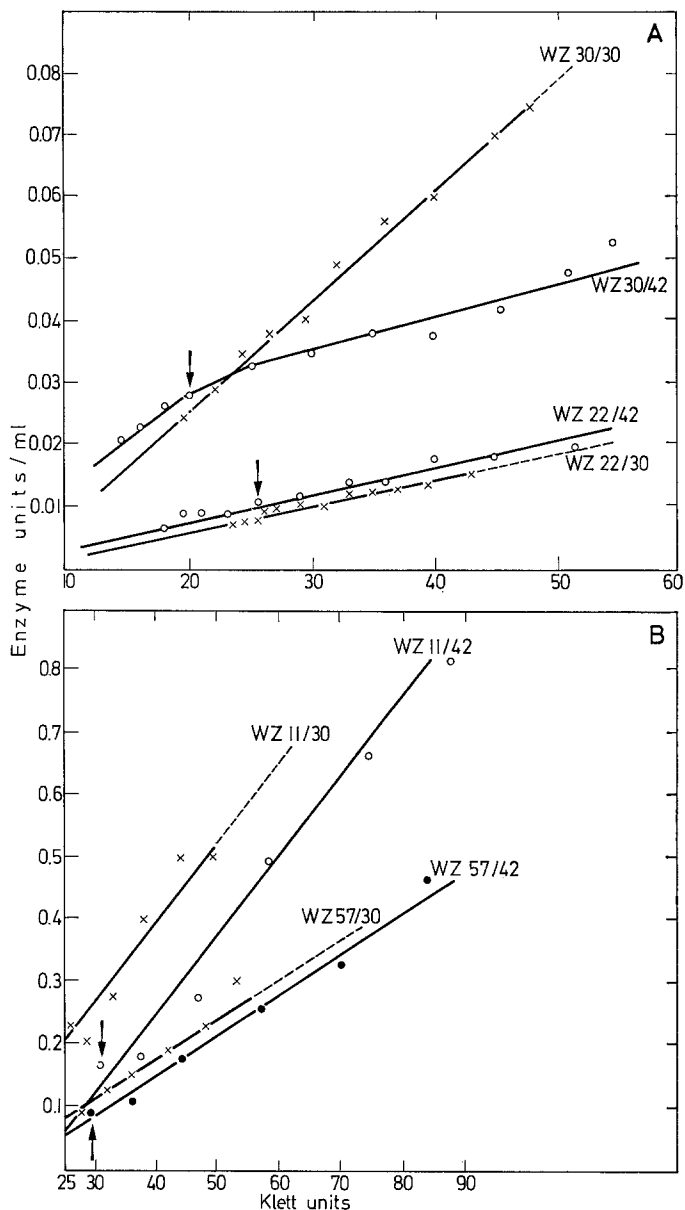 A
WZ 30/30
0.08
0.07
0.06
0.05
WZ30/42
0.04
0.03
WZ 22/42
0.02
WZ 22/30
0.01
10 20 30 40 50 60
Enzyme units/ml
B
WZ 11/42
0.8
WZ 11/30
0.7
0.6
0.5
WZ 57/42
0.4
WZ57/30
0.3
0.2
0.1
25 30 40 50 60 70 80 90
Klett units